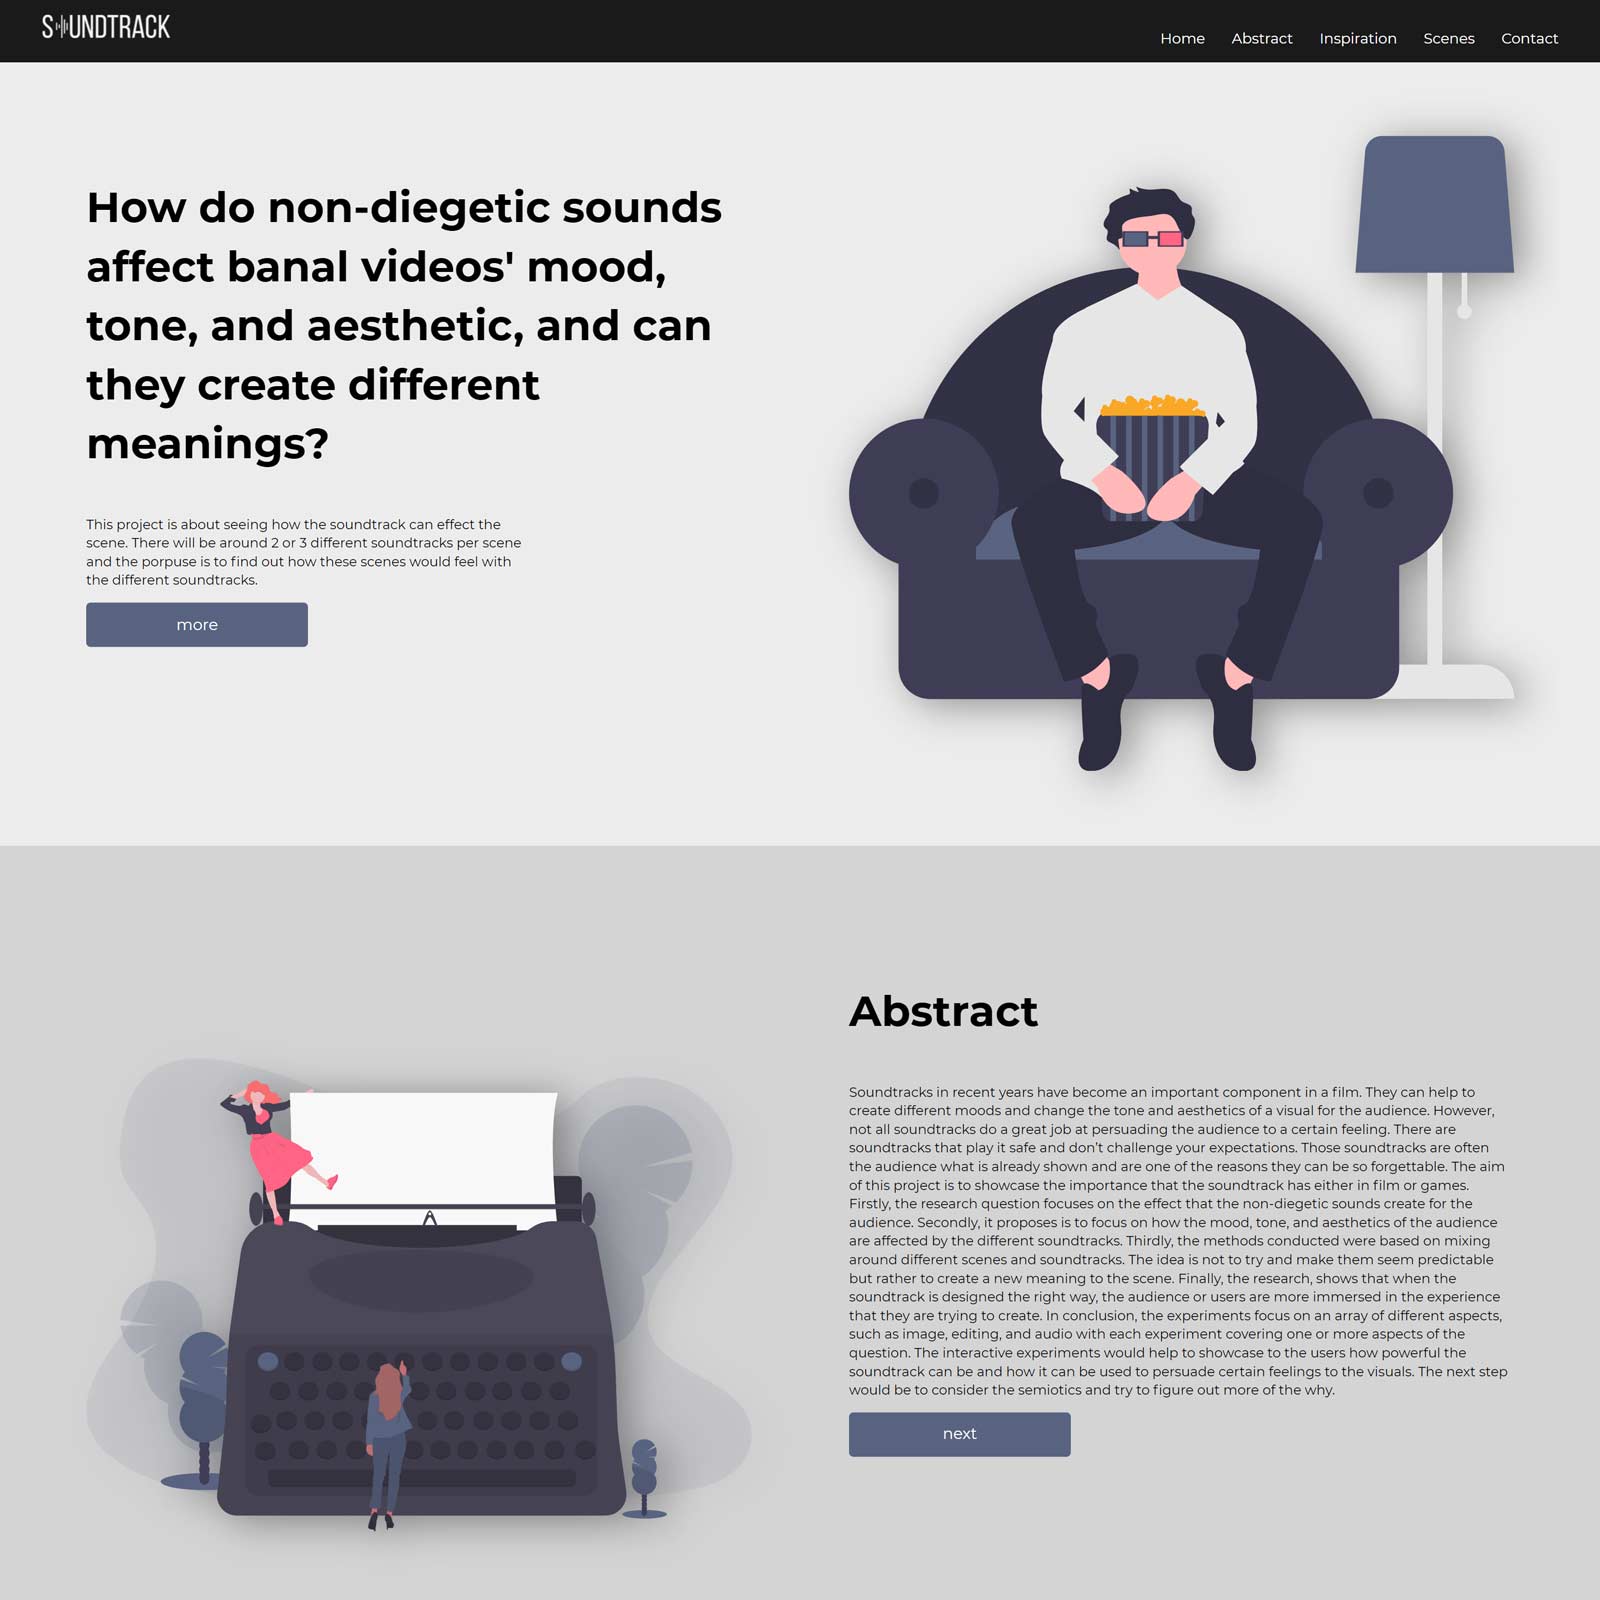 SOUNDTRACK
Home Abstract Inspiration Scenes Contact
How do non-diegetic sounds
affect banal videos' mood,
tone, and aesthetic, and can
they create different
meanings?
This project is about seeing how the soundtrack can effect the
scene. There will be around 2 or 3 different soundtracks per scene
and the porpuse is to find out how these scenes would feel with
the different soundtracks.
more
Abstract
Soundtracks in recent years have become an important component in a film. They can help to
create different moods and change the tone and aesthetics of a visual for the audience. However,
not all soundtracks do a great job at persuading the audience to a certain feeling. There are
soundtracks that play it safe and don’t challenge your expectations. Those soundtracks are often
the audience what is already shown and are one of the reasons they can be so forgettable. The aim
of this project is to showcase the importance that the soundtrack has either in film or games.
Firstly, the research question focuses on the effect that the non-diegetic sounds create for the
audience. Secondly, it proposes is to focus on how the mood, tone, and aesthetics of the audience
are affected by the different soundtracks. Thirdly, the methods conducted were based on mixing
around different scenes and soundtracks. The idea is not to try and make them seem predictable
but rather to create a new meaning to the scene. Finally, the research, shows that when the
soundtrack is designed the right way, the audience or users are more immersed in the experience
that they are trying to create. In conclusion, the experiments focus on an array of different aspects,
such as image, editing, and audio with each experiment covering one or more aspects of the
question. The interactive experiments would help to showcase to the users how powerful the
soundtrack can be and how it can be used to persuade certain feelings to the visuals. The next step
would be to consider the semiotics and try to figure out more of the why.
next